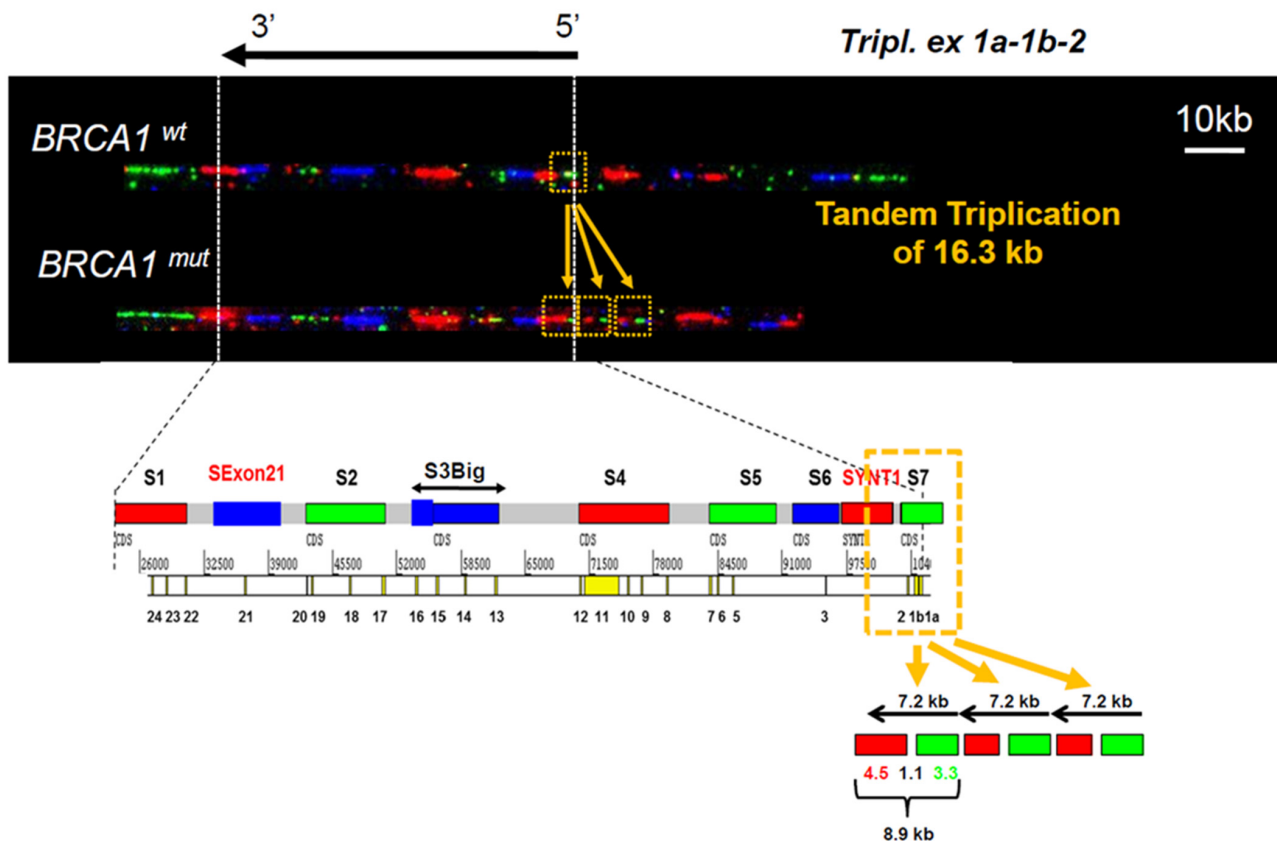 3’ 5’ Tripl. ex 1a-1b-2
10kb
BRCA1 wt
Tandem Triplication
of 16.3 kb
BRCA1 mut
S1 SExon21 S2 S3Big S4 S5 S6 SYNT1 S7
CDS CDS CDS CDS CDS CDS SYNT CDS
26000 32500 39000 45500 52000 58500 65000 71500 78000 84500 91000 97500 1040
24 23 22 21 20 19 18 17 16 15 14 13 12 11 10 9 8 7 6 5 3 2 1b1a
7.2 kb 7.2 kb 7.2 kb
4.5 1.1 3.3
8.9 kb